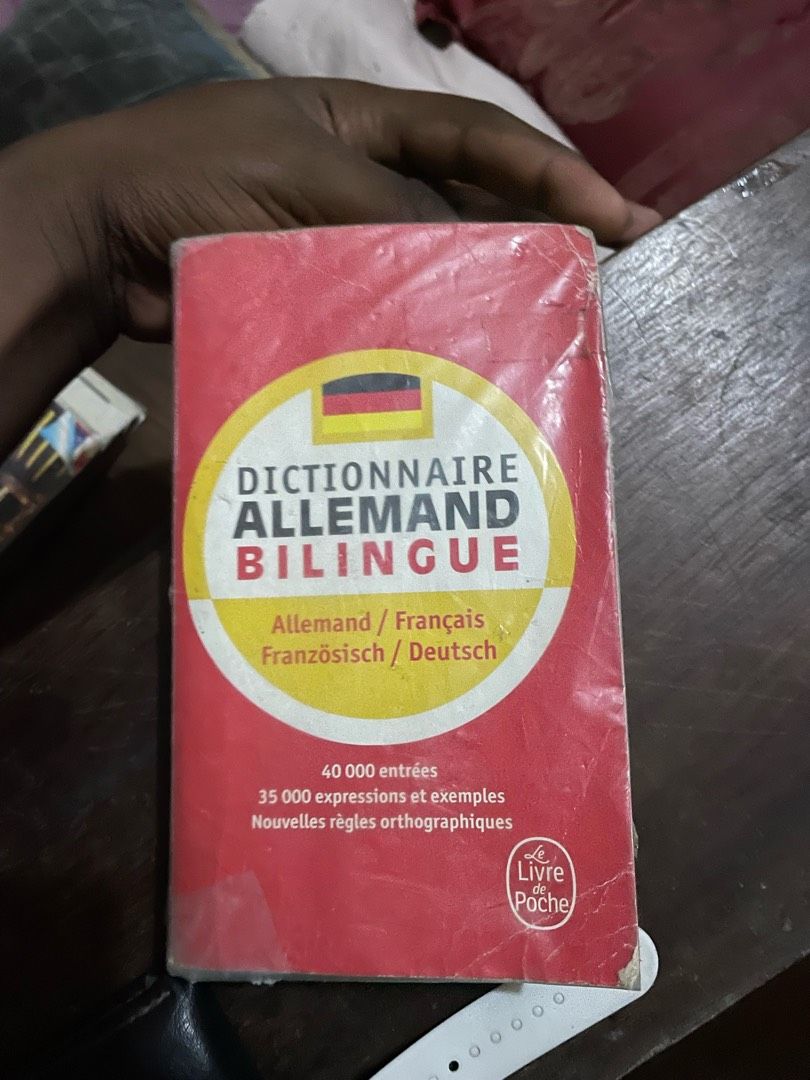 DICTIONNAIRE
ALLEMAND
BILINGUE
Allemand / Français
Französisch / Deutsch
40 000 entrées
35 000 expressions et exemples
Nouvelles règles orthographiques
Le
Livre
de
Poche